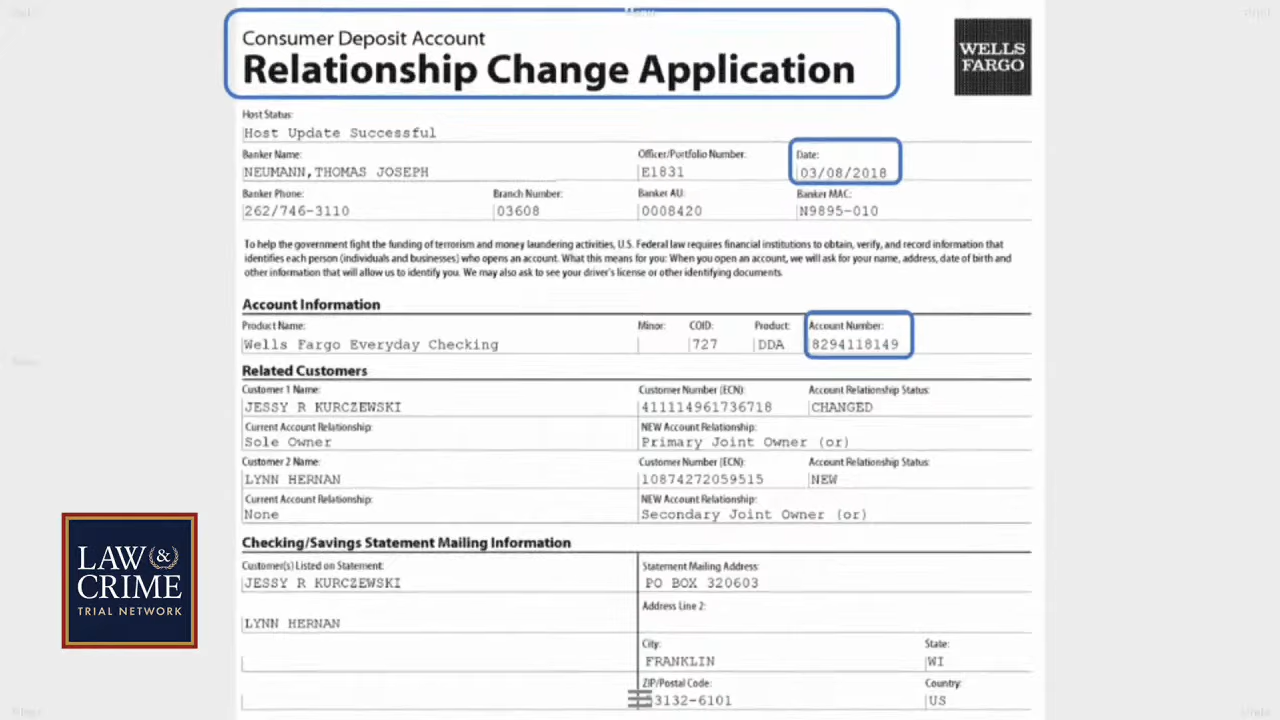 Consumer Deposit Account
Relationship Change Application
WELLS
FARGO
Host Status:
Host Update Successful
Banker Name: Officer/Portfolio Number: Date:
NEUMANN,THOMAS JOSEPH E1831 03/08/2018
Banker Phone: Branch Number: Banker AU: Banker MAC:
262/746-3110 03608 0008420 N9895-010
To help the government fight the funding of terrorism and money laundering activities, U.S. Federal law requires financial institutions to obtain, verify, and record information that
identifies each person (individuals and businesses) who opens an account. What this means for you: When you open an account, we will ask for your name, address, date of birth and
other information that will allow us to identify you. We may also ask to see your driver's license or other identifying documents.
Account Information
Product Name: Minor: COID: Product: Account Number:
Wells Fargo Everyday Checking 727 DDA 8294118149
Related Customers
Customer 1 Name: Customer Number (ECN): Account Relationship Status:
JESSY R KURCZEWSKI 411114961736718 CHANGED
Current Account Relationship: NEW Account Relationship:
Sole Owner Primary Joint Owner (or)
Customer 2 Name: Customer Number (ECN): Account Relationship Status:
LYNN HERNAN 10874272059515 NEW
Current Account Relationship: NEW Account Relationship:
None Secondary Joint Owner (or)
Checking/Savings Statement Mailing Information
Customer(s) Listed on Statement: Statement Mailing Address:
JESSY R KURCZEWSKI PO BOX 320603
Address Line 2:
LYNN HERNAN
City: State:
FRANKLIN WI
ZIP/Postal Code: Country:
3132-6101 US
LAW &
CRIME
TRIAL NETWORK